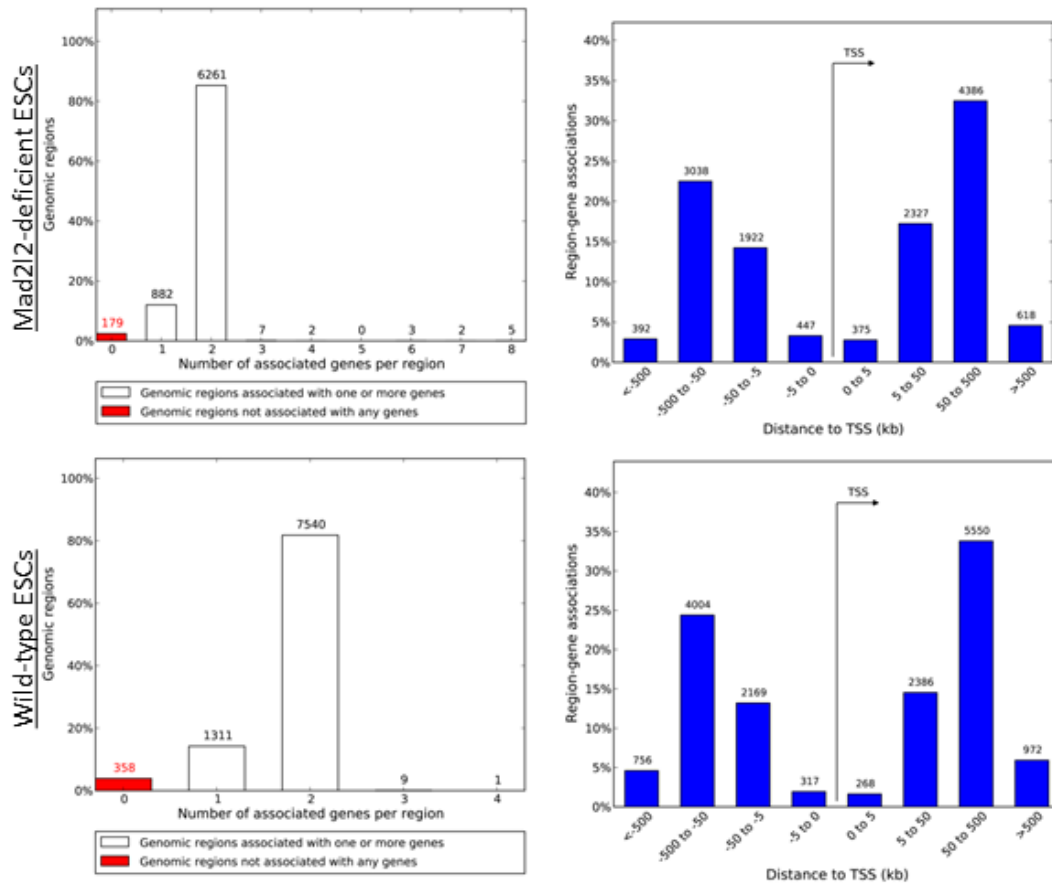 Mad2l2-deficient ESCs
Genomic regions
100%
80%
60%
40%
20%
0%
179
882
6261
7
2
0
3
2
5
0 1 2 3 4 5 6 7 8
Number of associated genes per region
Genomic regions associated with one or more genes
Genomic regions not associated with any genes
Region-gene associations
40%
35%
30%
25%
20%
15%
10%
5%
0%
TSS
392
3038
1922
447
375
2327
4386
618
<-500
-500 to -50
-50 to -5
-5 to 0
0 to 5
5 to 50
50 to 500
>500
Distance to TSS (kb)
Wild-type ESCs
Genomic regions
100%
80%
60%
40%
20%
0%
358
1311
7540
9
1
0 1 2 3 4
Number of associated genes per region
Genomic regions associated with one or more genes
Genomic regions not associated with any genes
Region-gene associations
40%
35%
30%
25%
20%
15%
10%
5%
0%
TSS
756
4004
2169
317
268
2386
5550
972
<-500
-500 to -50
-50 to -5
-5 to 0
0 to 5
5 to 50
50 to 500
>500
Distance to TSS (kb)